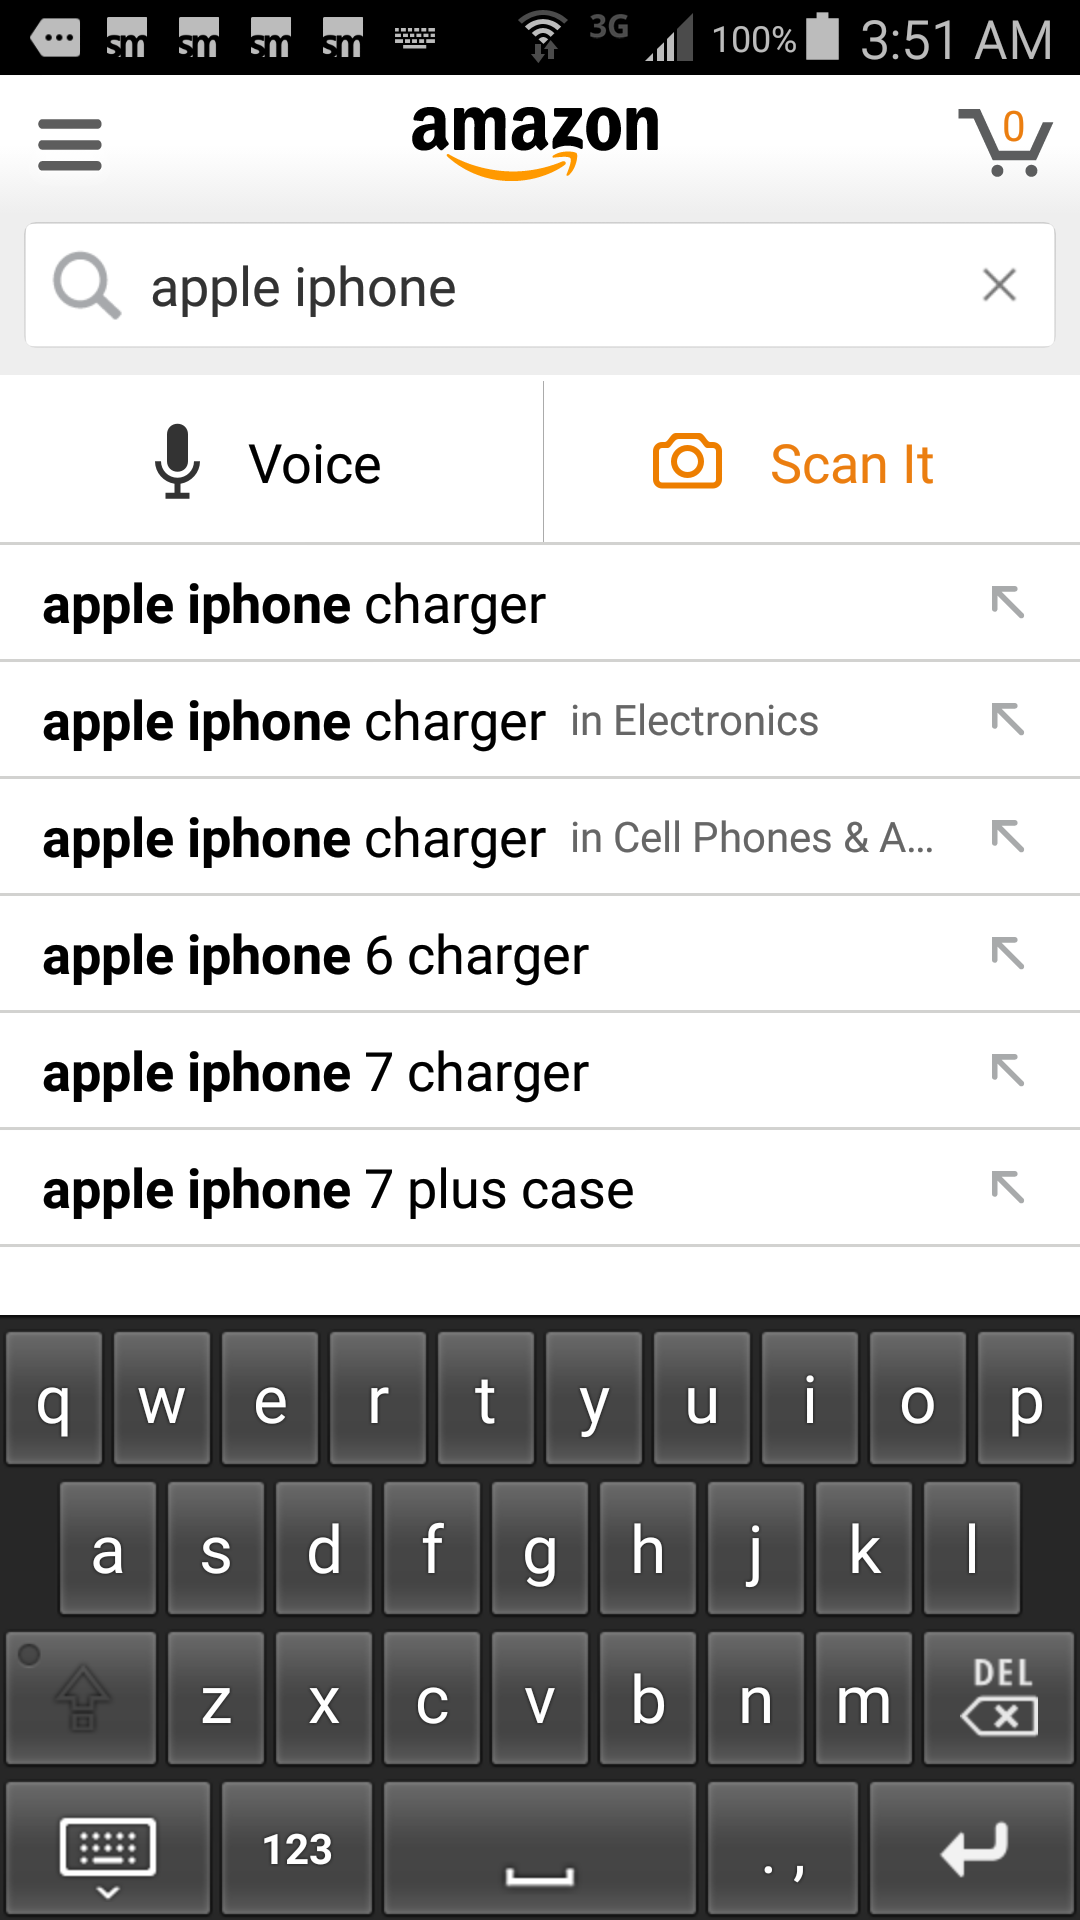 sm sm sm sm 3G 100% 3:51 AM
amazon
0
apple iphone
Voice Scan It
apple iphone charger
apple iphone charger in Electronics
apple iphone charger in Cell Phones & A...
apple iphone 6 charger
apple iphone 7 charger
apple iphone 7 plus case
q w e r t y u i o p
a s d f g h j k l
z x c v b n m DEL
123 . ,